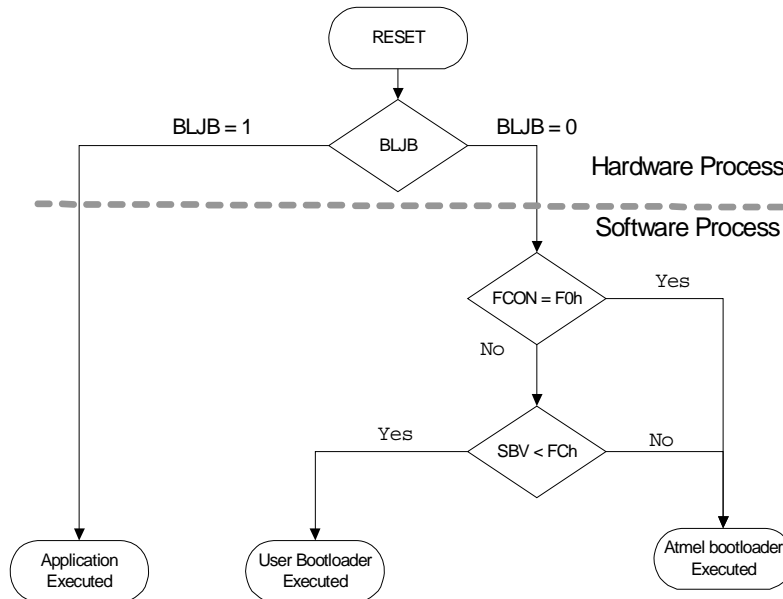 RESET
BLJB = 1
BLJB
BLJB = 0
Hardware Process
Software Process
FCON = F0h
Yes
No
Yes
SBV < FCh
No
Application
Executed
User Bootloader
Executed
Atmel bootloader
Executed